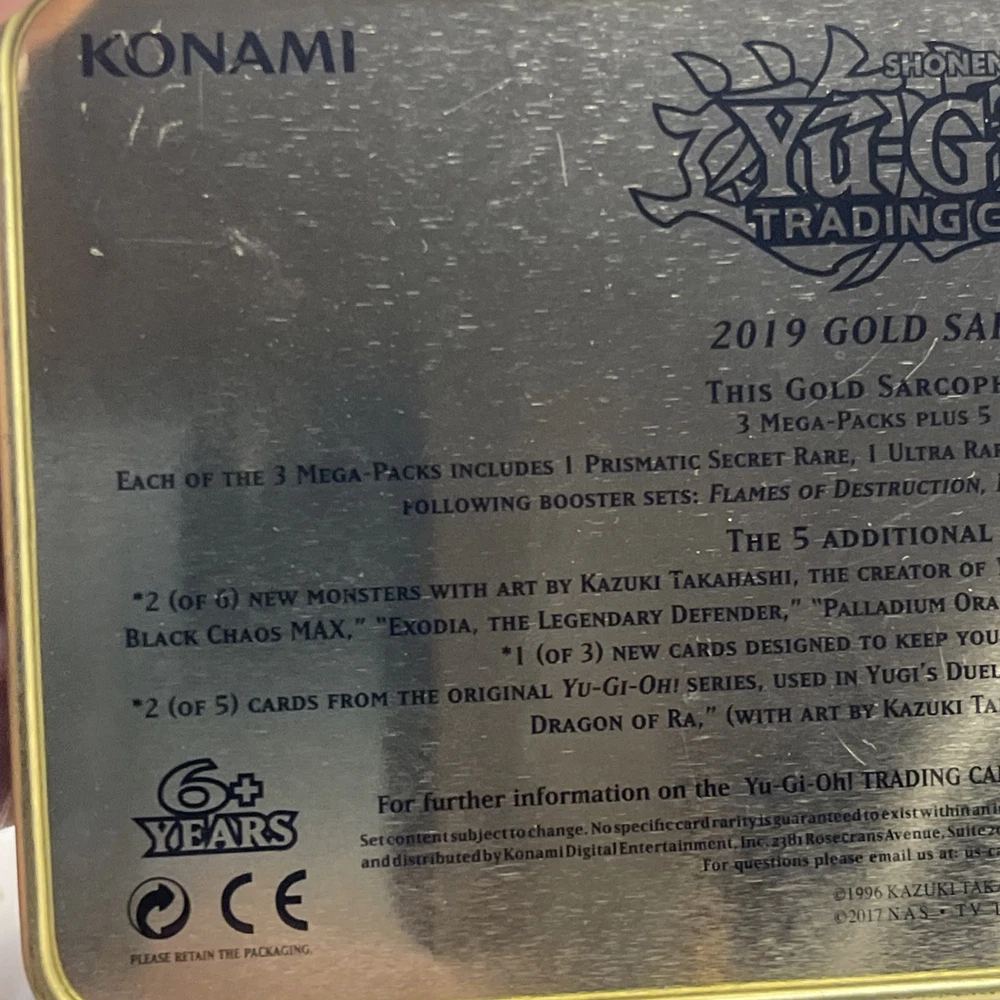 KONAMI
SHONEN
YU-G
TRADING C
2019 GOLD SA
THIS GOLD SARCOPH
3 MEGA-PACKS PLUS 5
EACH OF THE 3 MEGA-PACKS INCLUDES 1 PRISMATIC SECRET RARE, 1 ULTRA RA
FOLLOWING BOOSTER SETS: FLAMES OF DESTRUCTION,
THE 5 ADDITIONAL
*2 (OF 6) NEW MONSTERS WITH ART BY KAZUKI TAKAHASHI, THE CREATOR OF
BLACK CHAOS MAX,” “EXODIA, THE LEGENDARY DEFENDER,” “PALLADIUM ORA
*1 (OF 3) NEW CARDS DESIGNED TO KEEP YOU
*2 (OF 5) CARDS FROM THE ORIGINAL YU-GI-OH! SERIES, USED IN YUGI’S DUEL
DRAGON OF RA,” (WITH ART BY KAZUKI TA
6+
YEARS
For further information on the Yu-Gi-Oh! TRADING CA
Set content subject to change. No specific card rarity is guaranteed to exist within an i
and distributed by Konami Digital Entertainment, Inc. 2381 Rosecrans Avenue, Suite 2
For questions please email us at: us-c
©1996 KAZUKI TAKA
©2017 NAS • TV T
CE
PLEASE RETAIN THE PACKAGING.